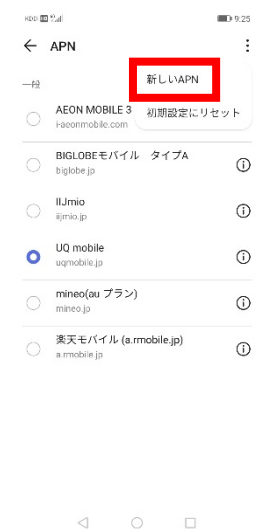 KDD 9:25
APN
新しいAPN
一般
初期設定にリセット
AEON MOBILE 3
i-aeonmobile.com
BIGLOBEモバイル タイプA
biglobe.jp
IIJmio
iijmio.jp
UQ mobile
uqmobile.jp
mineo(au プラン)
mineo.jp
楽天モバイル (a.rmobile.jp)
a.rmobile.jp